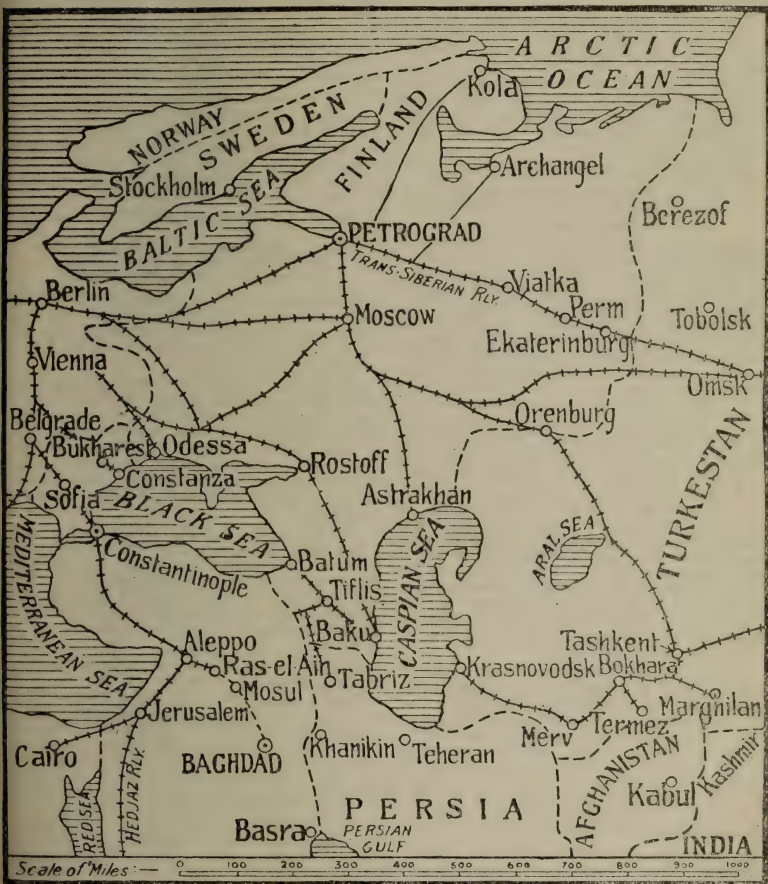 ARCTIC
OCEAN
Kola
NORWAY
SWEDEN
FINLAND
Archangel
Stockholm
BALTIC SEA
Berezof
PETROGRAD
TRANS-SIBERIAN RLY.
Viatka
Berlin
Perm
Tobolsk
Moscow
Ekaterinburg
Vienna
Omsk
Orenburg
Belgrade
Bukharest
Odessa
Rostoff
Constanza
Sofia
Astrakhan
TURKESTAN
BLACK SEA
ARAL SEA
MEDITERRANEAN SEA
Constantinople
Batum
CASPIAN SEA
Tiflis
Aleppo
Baku
Tashkent
Ras-el Ain
Krasnovodsk
Bokhara
Mosul
Tabriz
Marghilan
Jerusalem
Termez
Merv
Cairo
BAGHDAD
Khanikin
Teheran
AFGHANISTAN
Kashmir
HEDJAZ RLY.
Kabul
RED SEA
PERSIA
Basra
PERSIAN
GULF
INDIA
Scale of Miles:—
0 100 200 300 400 500 600 700 800 900 1000